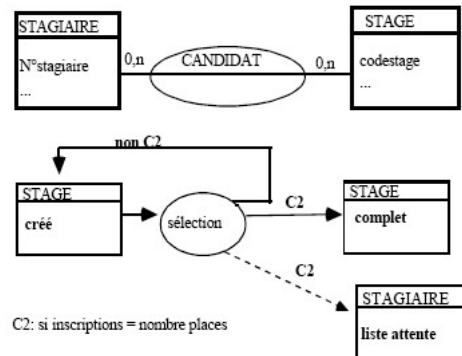 STAGIAIRE
N°stagiaire
...
0,n
CANDIDAT
0,n
STAGE
codestage
...
non C2
STAGE
créé
sélection
C2
STAGE
complet
C2
STAGIAIRE
liste attente
C2: si inscriptions = nombre places